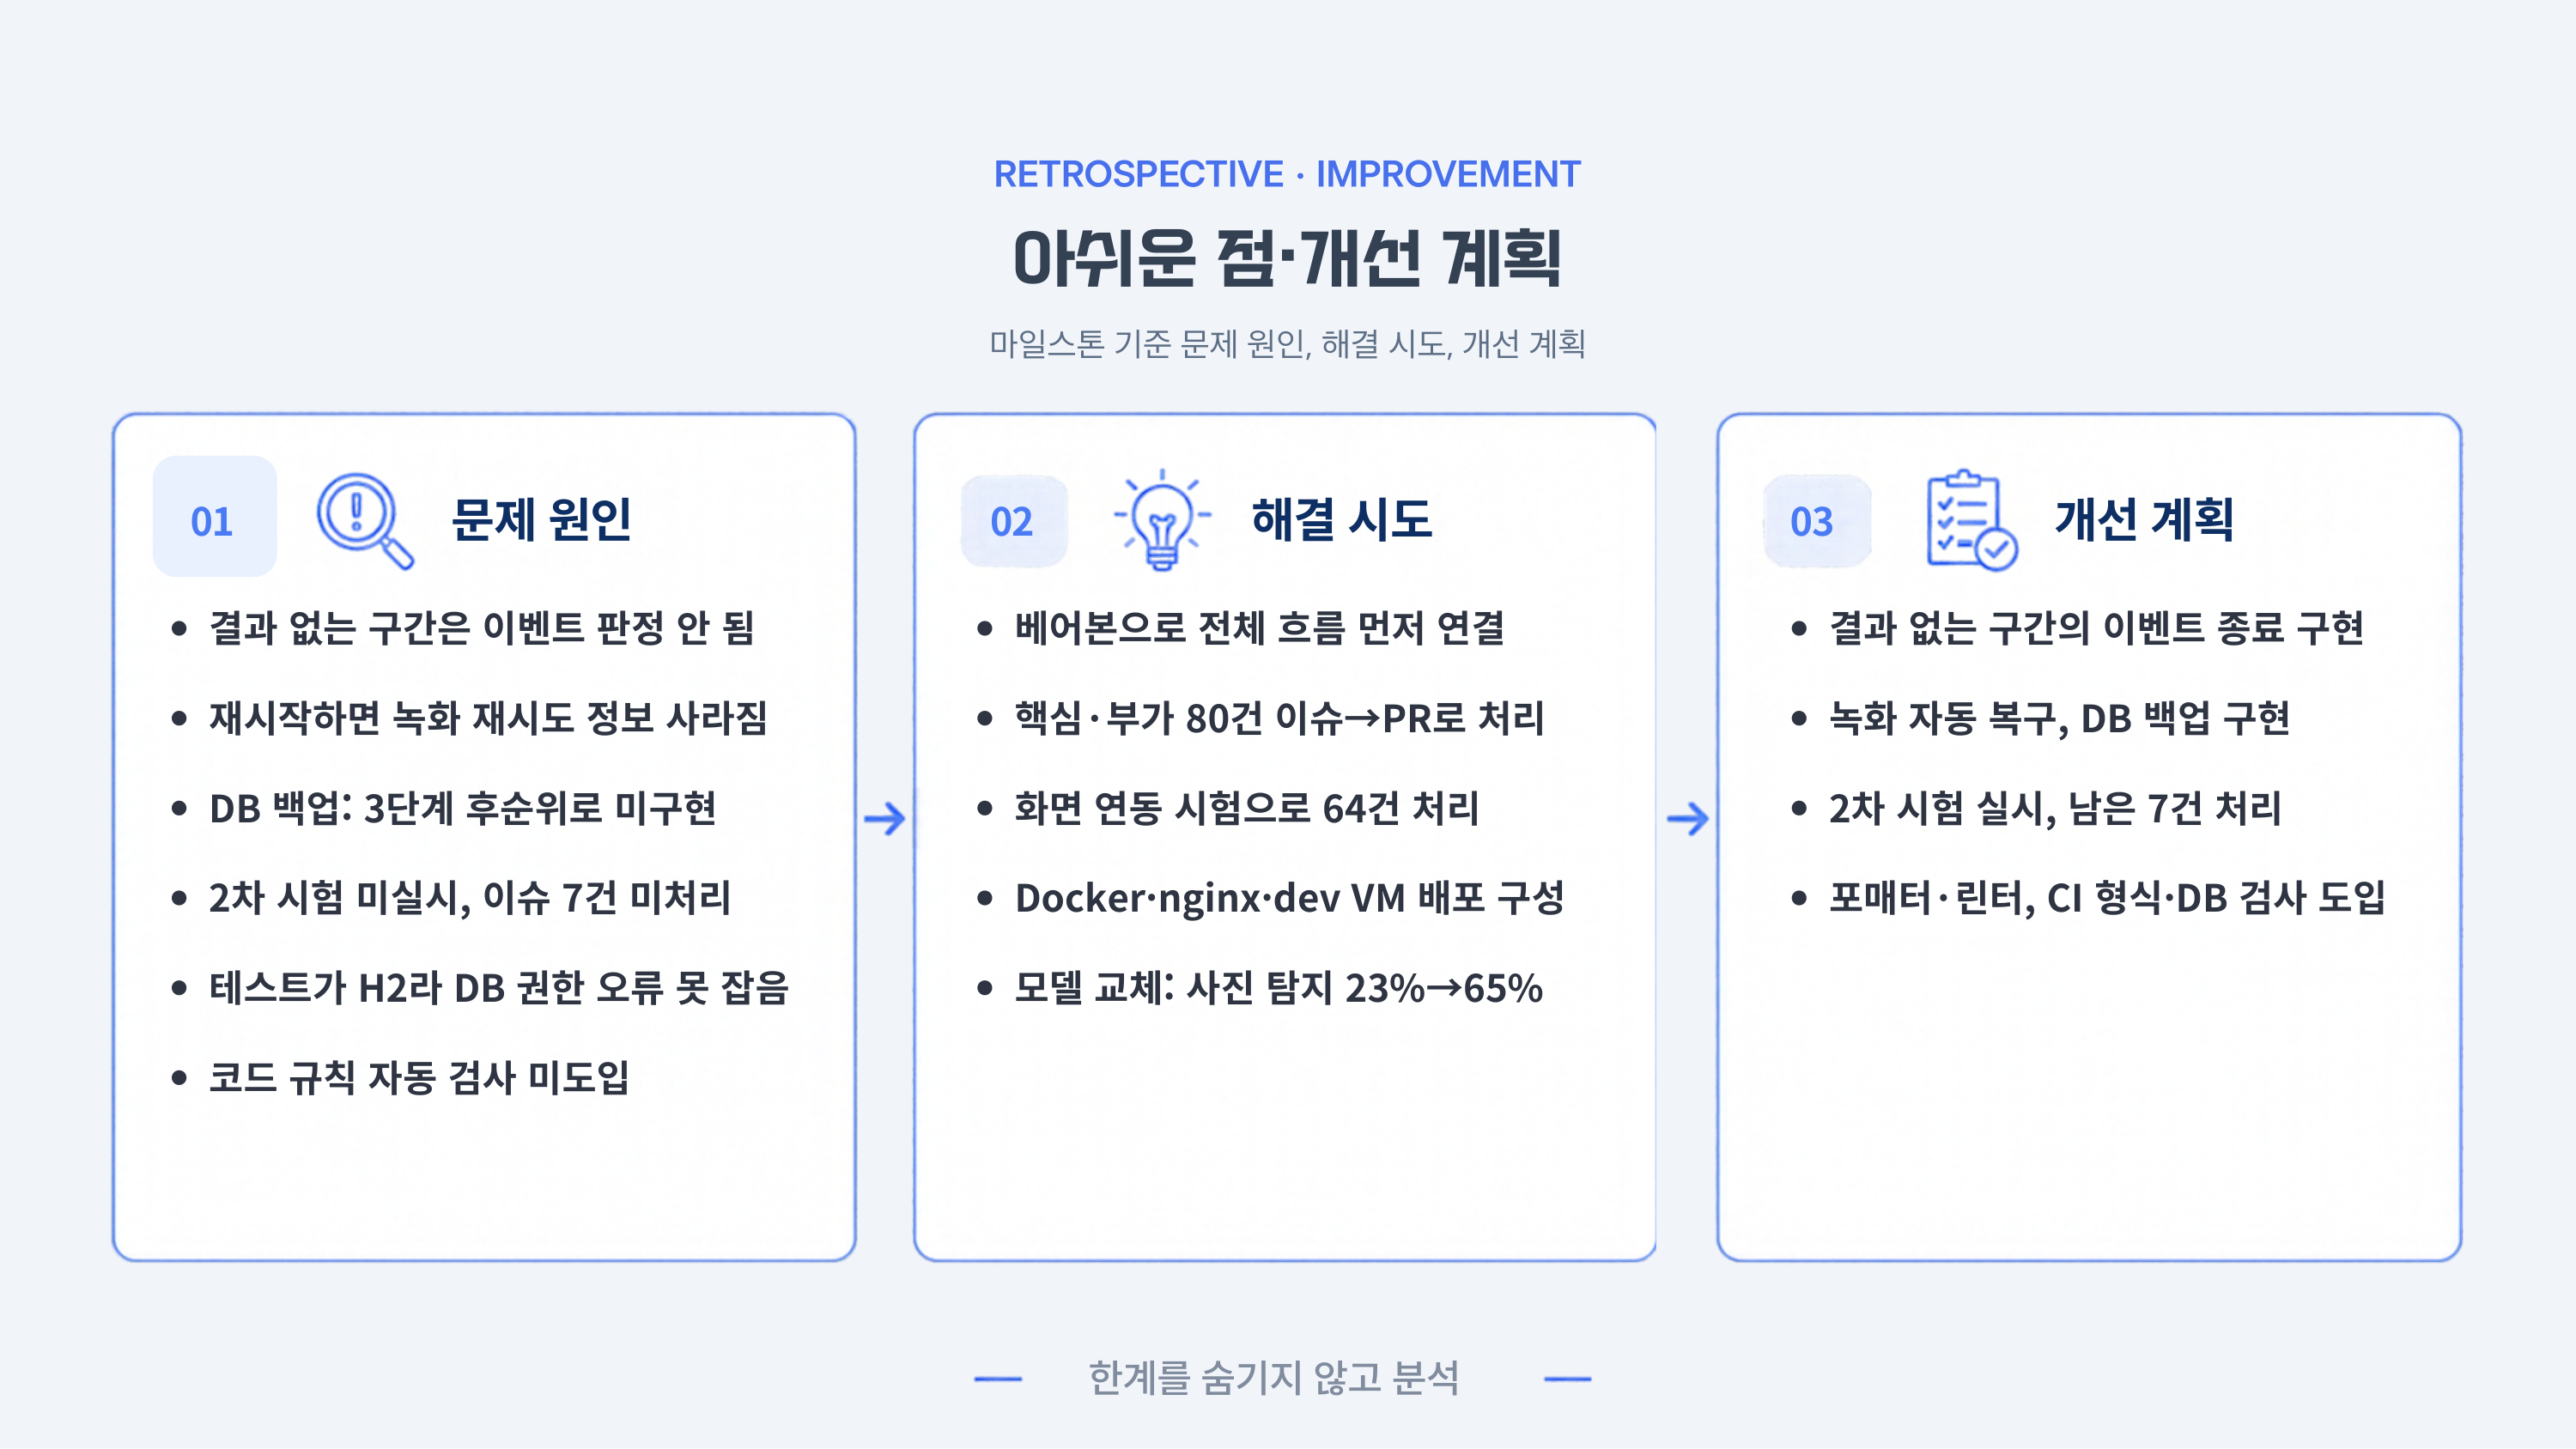 RETROSPECTIVE · IMPROVEMENT
아쉬운 점·개선 계획
마일스톤 기준 문제 원인, 해결 시도, 개선 계획
01 문제 원인
• 결과 없는 구간은 이벤트 판정 안 됨
• 재시작하면 녹화 재시도 정보 사라짐
• DB 백업: 3단계 후순위로 미구현
• 2차 시험 미실시, 이슈 7건 미처리
• 테스트가 H2라 DB 권한 오류 못 잡음
• 코드 규칙 자동 검사 미도입
02 해결 시도
• 베어본으로 전체 흐름 먼저 연결
• 핵심·부가 80건 이슈→PR로 처리
• 화면 연동 시험으로 64건 처리
• Docker·nginx·dev VM 배포 구성
• 모델 교체: 사진 탐지 23%→65%
03 개선 계획
• 결과 없는 구간의 이벤트 종료 구현
• 녹화 자동 복구, DB 백업 구현
• 2차 시험 실시, 남은 7건 처리
• 포매터·린터, CI 형식·DB 검사 도입
한계를 숨기지 않고 분석